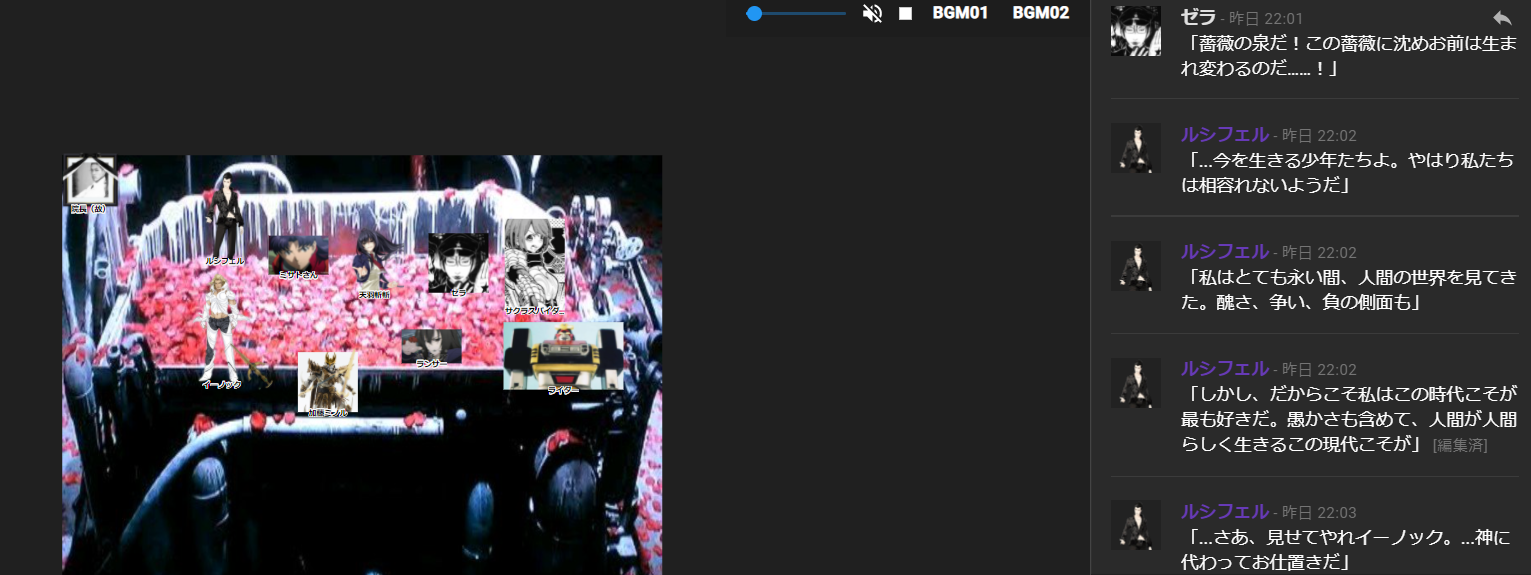 BGM01 BGM02
院長（故）
ルシフェル
ミサトさん
天羽斬斬
ゼラ
サクラスパイダ...
イーノック
加藤ミノル
ランサー
ライダー
ゼラ - 昨日 22:01
「薔薇の泉だ！この薔薇に沈めお前は生ま
れ変わるのだ……！」
ルシフェル - 昨日 22:02
「…今を生きる少年たちよ。やはり私たち
は相容れないようだ」
ルシフェル - 昨日 22:02
「私はとても永い間、人間の世界を見てき
た。醜さ、争い、負の側面も」
ルシフェル - 昨日 22:02
「しかし、だからこそ私はこの時代こそが
最も好きだ。愚かさも含めて、人間が人間
らしく生きるこの現代こそが」 [編集済]
ルシフェル - 昨日 22:03
「…さあ、見せてやれイーノック。…神に
代わってお仕置きだ」